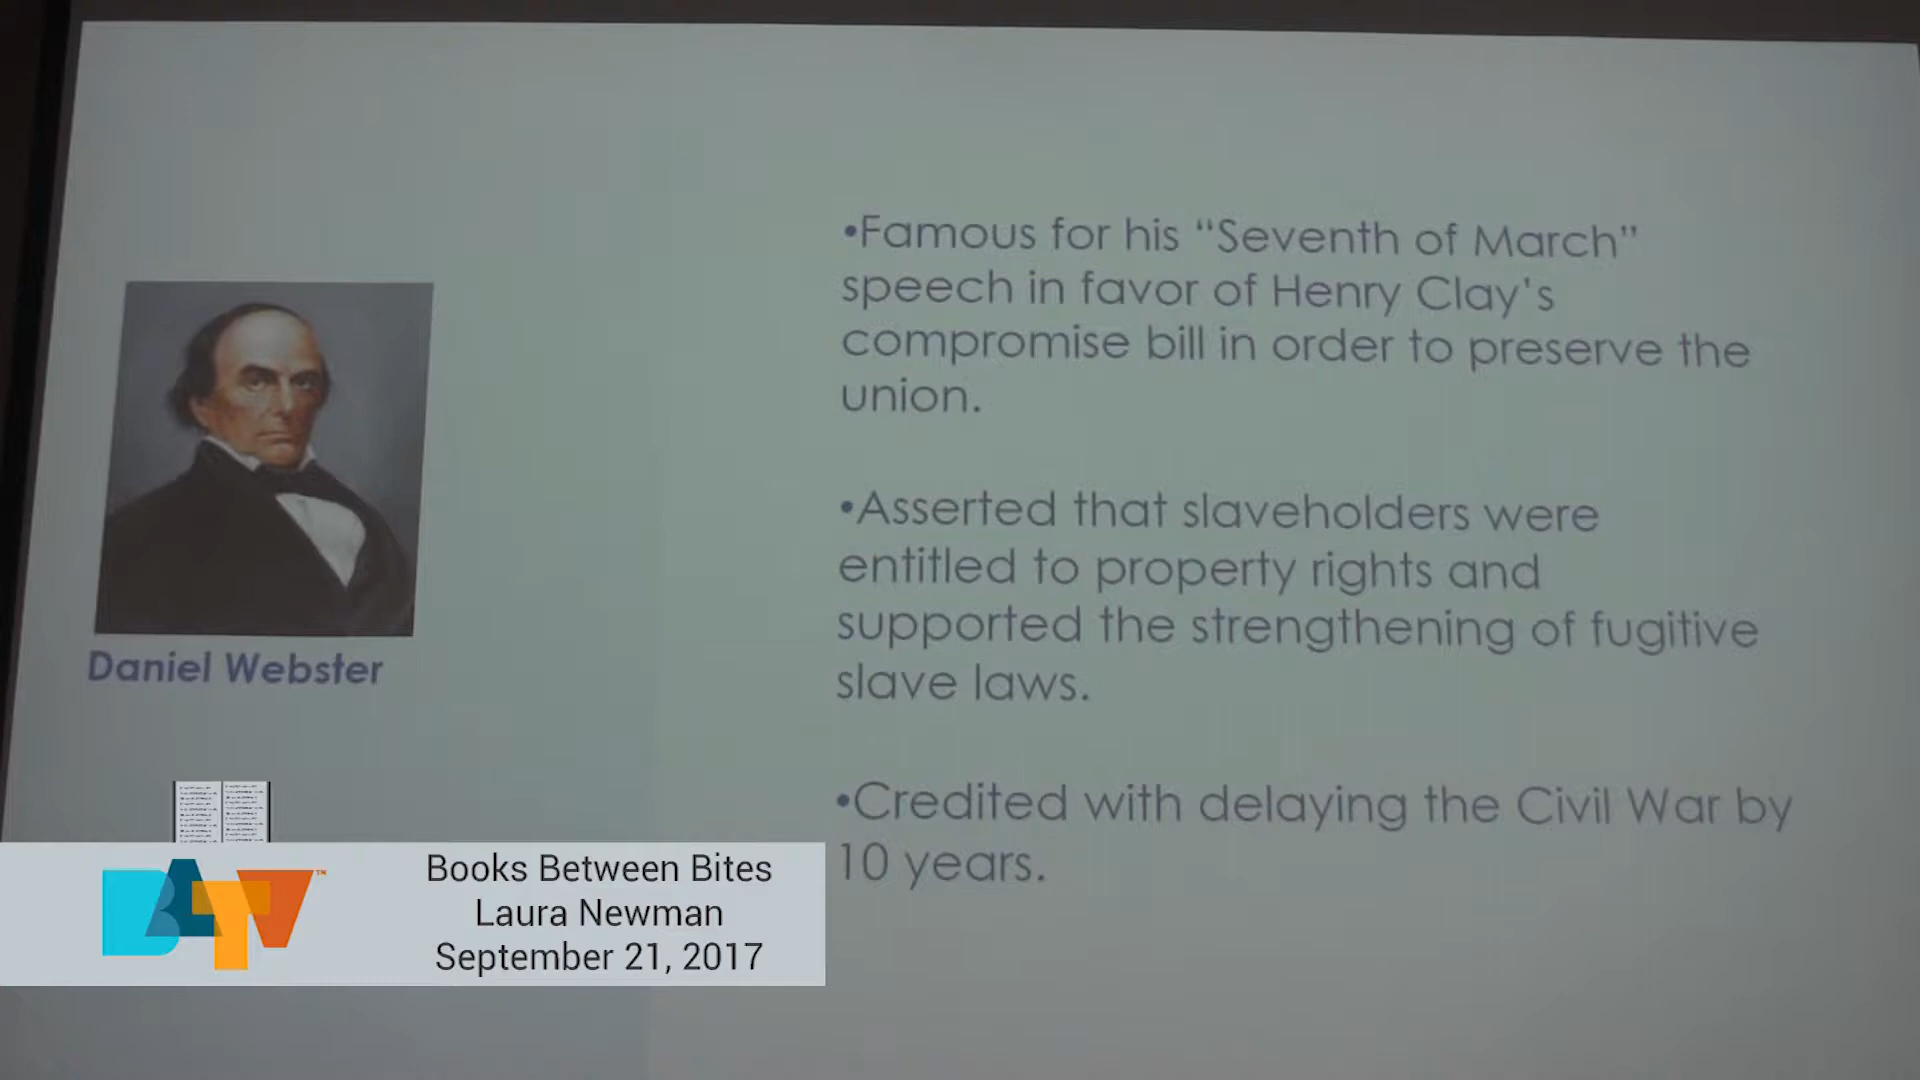 •Famous for his “Seventh of March”
speech in favor of Henry Clay’s
compromise bill in order to preserve the
union.
•Asserted that slaveholders were
entitled to property rights and
supported the strengthening of fugitive
slave laws.
•Credited with delaying the Civil War by
10 years.
Daniel Webster
BATV™
Books Between Bites
Laura Newman
September 21, 2017